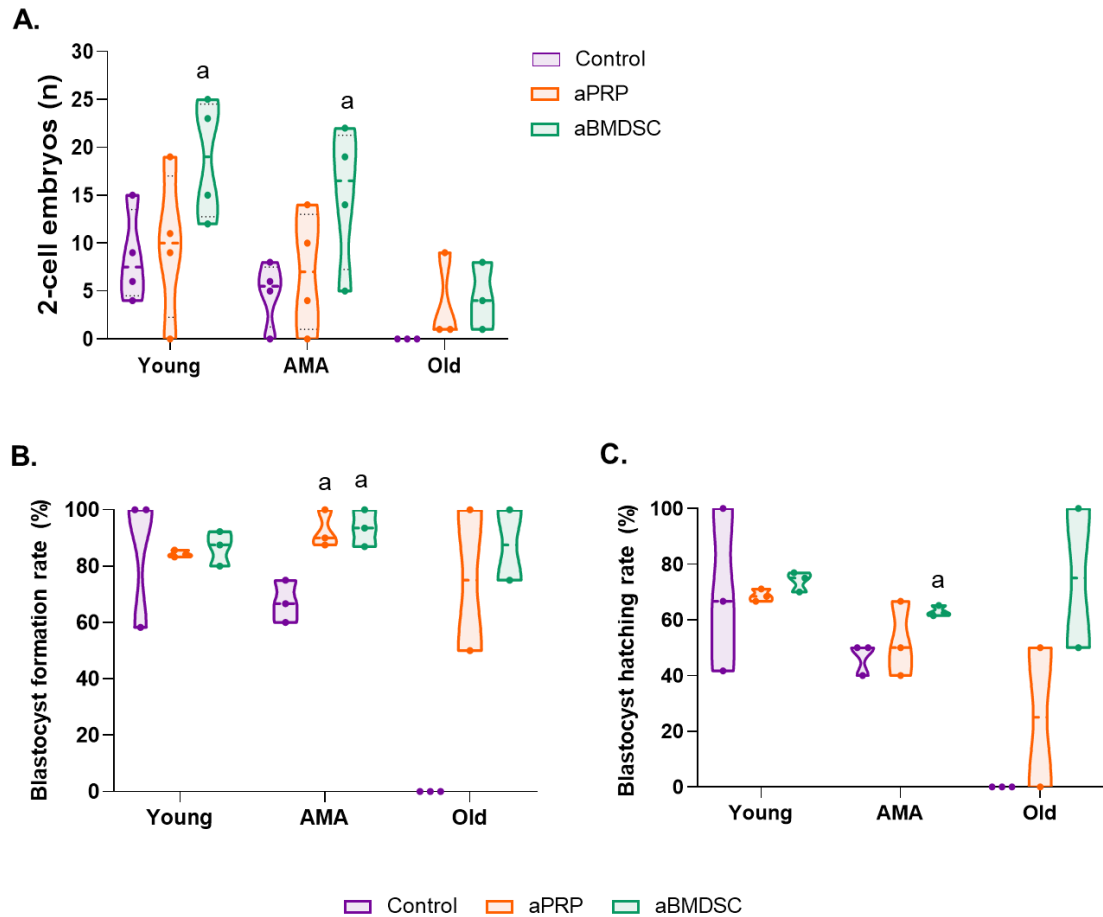 A.
2-cell embryos (n)
30
25
20
15
10
5
0
a
a
Young
AMA
Old
Control
aPRP
aBMDSC
B.
Blastocyst formation rate (%)
100
80
60
40
20
0
a
a
Young
AMA
Old
C.
Blastocyst hatching rate (%)
100
80
60
40
20
0
a
Young
AMA
Old
Control aPRP aBMDSC